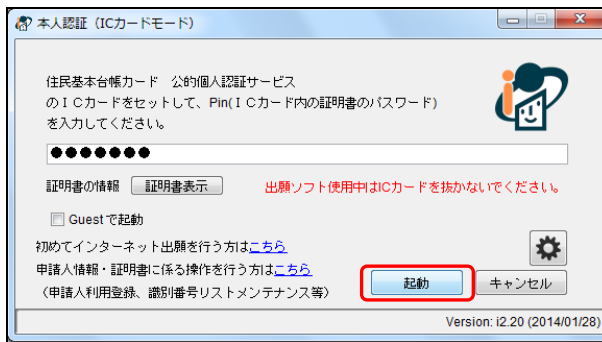 本人認証（ICカードモード）
住民基本台帳カード　公的個人認証サービス
のＩＣカードをセットして、Pin(ＩＣカード内の証明書のパスワード)
を入力してください。
●●●●●●●
証明書の情報　証明書表示　出願ソフト使用中はICカードを抜かないでください。
Guestで起動
初めてインターネット出願を行う方はこちら
申請人情報・証明書に係る操作を行う方はこちら
（申請人利用登録、識別番号リストメンテナンス等）
起動　キャンセル
Version: i2.20 (2014/01/28)